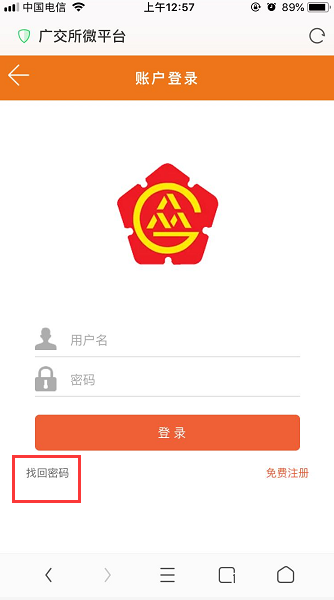 中国电信 上午12:57 89%
广交所微平台
账户登录
用户名
密码
登录
找回密码 免费注册